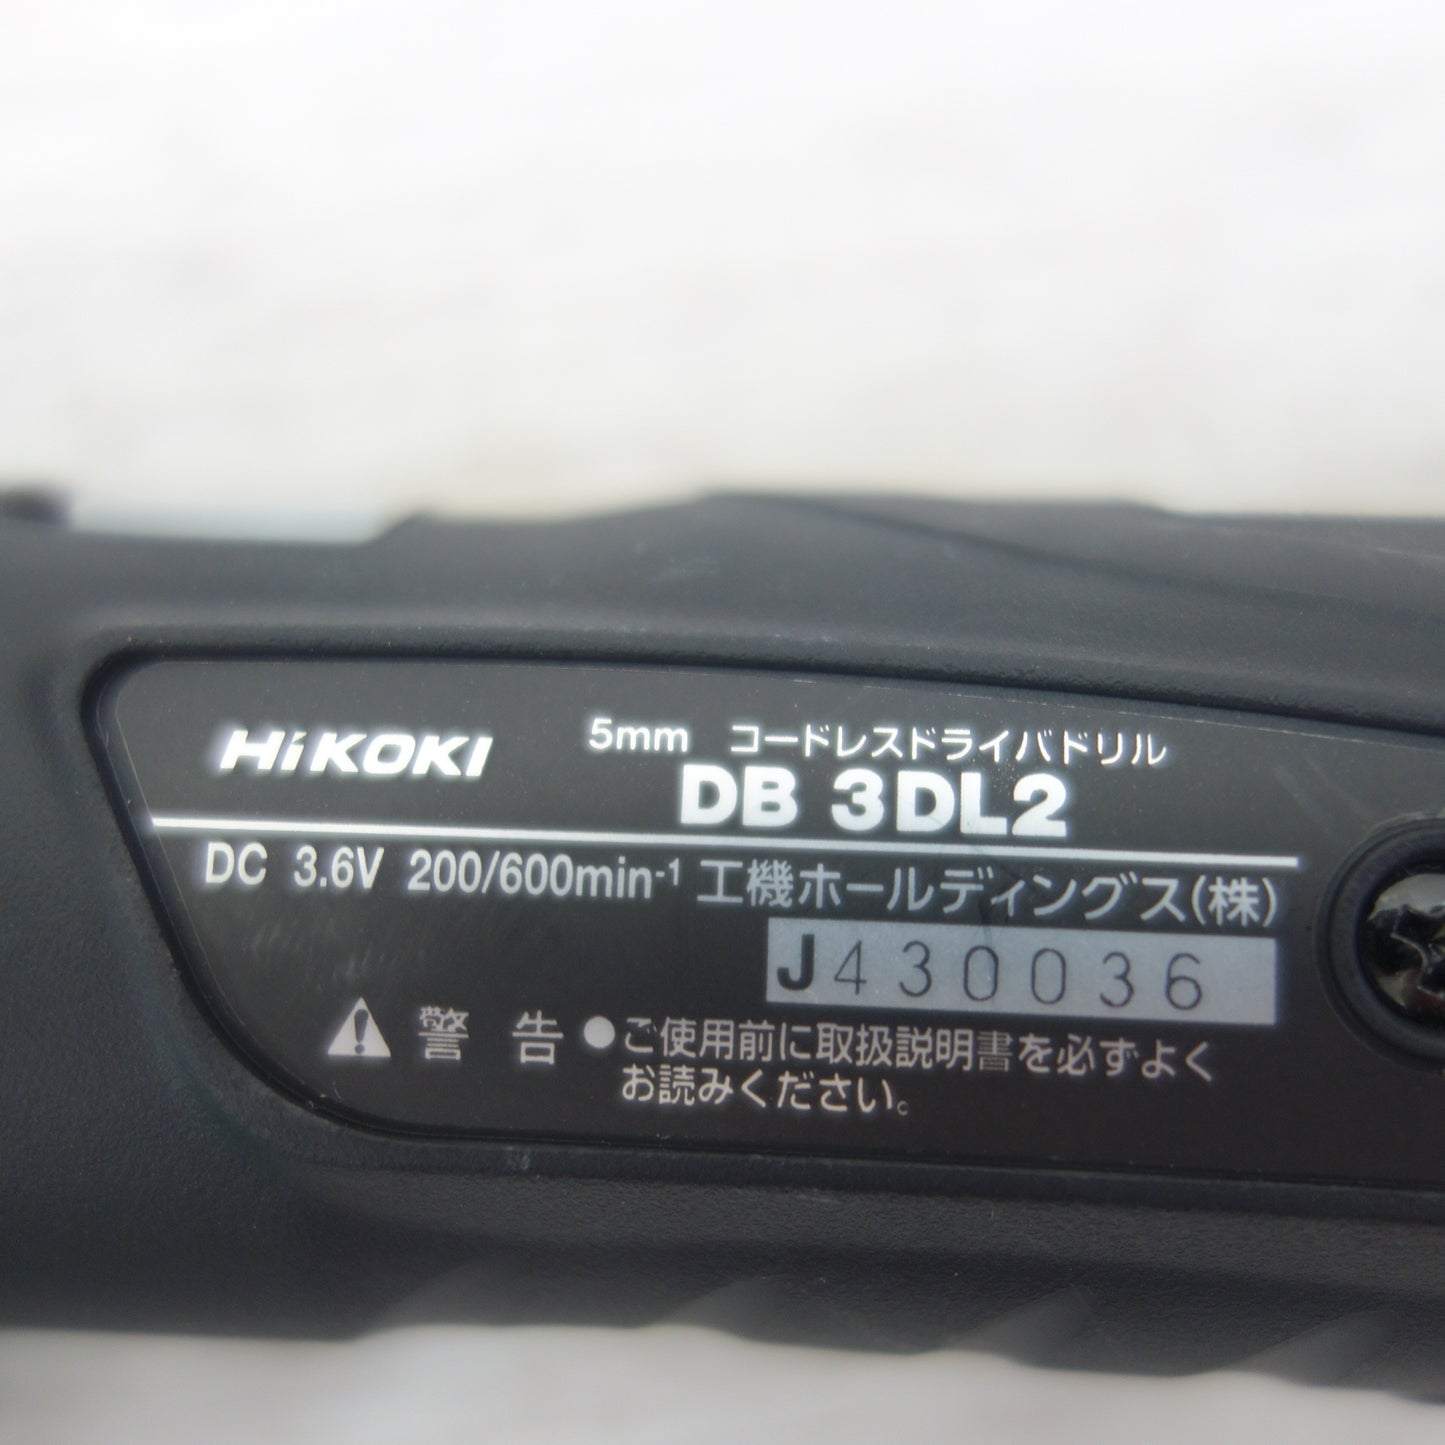 HiKOKI 5mm コードレスドライバドリル
DB 3DL2
DC 3.6V 200/600min-1 工機ホールディングス(株)
J430036
警告 ●ご使用前に取扱説明書を必ずよく
お読みください。